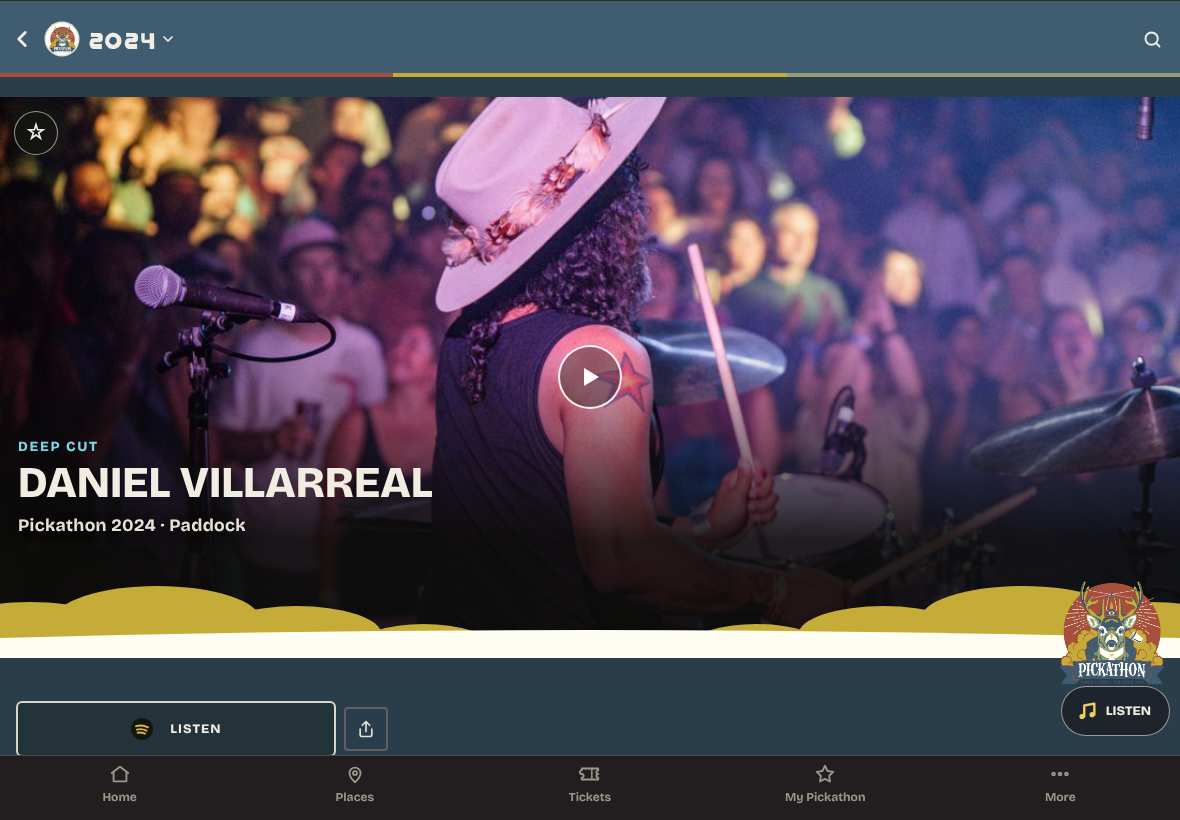 2024
DEEP CUT
DANIEL VILLARREAL
Pickathon 2024 · Paddock
PICKATHON
LISTEN
LISTEN
Home
Places
Tickets
My Pickathon
More